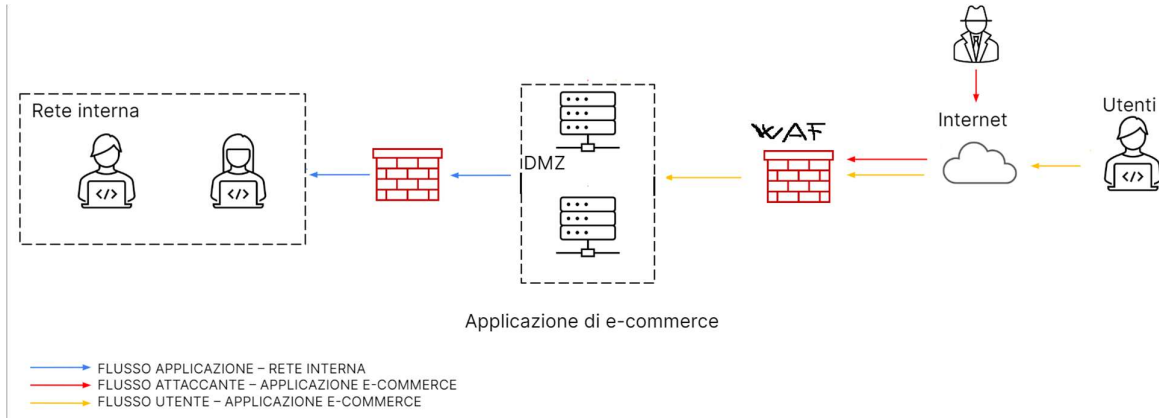 Rete interna
DMZ
WAF
Internet
Utenti
Applicazione di e-commerce
FLUSSO APPLICAZIONE – RETE INTERNA
FLUSSO ATTACCANTE – APPLICAZIONE E-COMMERCE
FLUSSO UTENTE – APPLICAZIONE E-COMMERCE